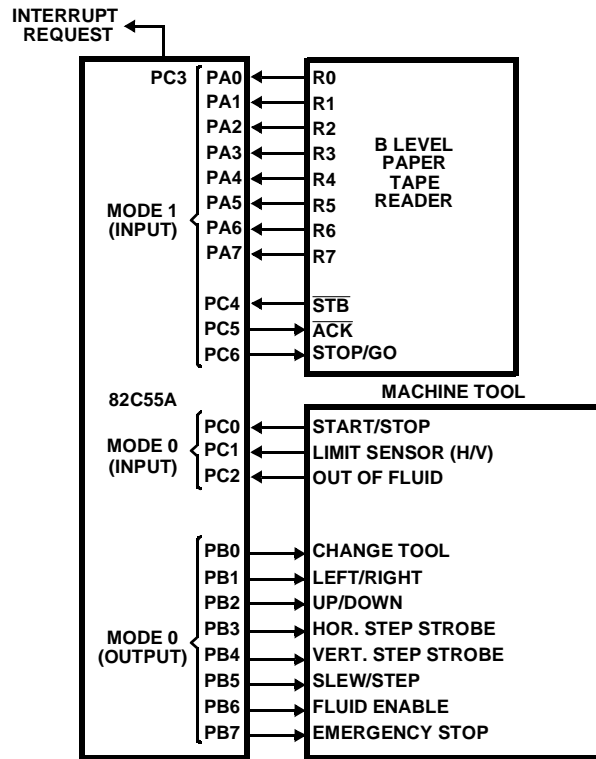 INTERRUPT
REQUEST
PC3 PA0 R0
PA1 R1
PA2 R2
PA3 R3
PA4 R4
PA5 R5
PA6 R6
PA7 R7
MODE 1
(INPUT)
B LEVEL
PAPER
TAPE
READER
PC4 STB
PC5 ACK
PC6 STOP/GO
82C55A
MACHINE TOOL
MODE 0
(INPUT)
PC0 START/STOP
PC1 LIMIT SENSOR (H/V)
PC2 OUT OF FLUID
MODE 0
(OUTPUT)
PB0 CHANGE TOOL
PB1 LEFT/RIGHT
PB2 UP/DOWN
PB3 HOR. STEP STROBE
PB4 VERT. STEP STROBE
PB5 SLEW/STEP
PB6 FLUID ENABLE
PB7 EMERGENCY STOP